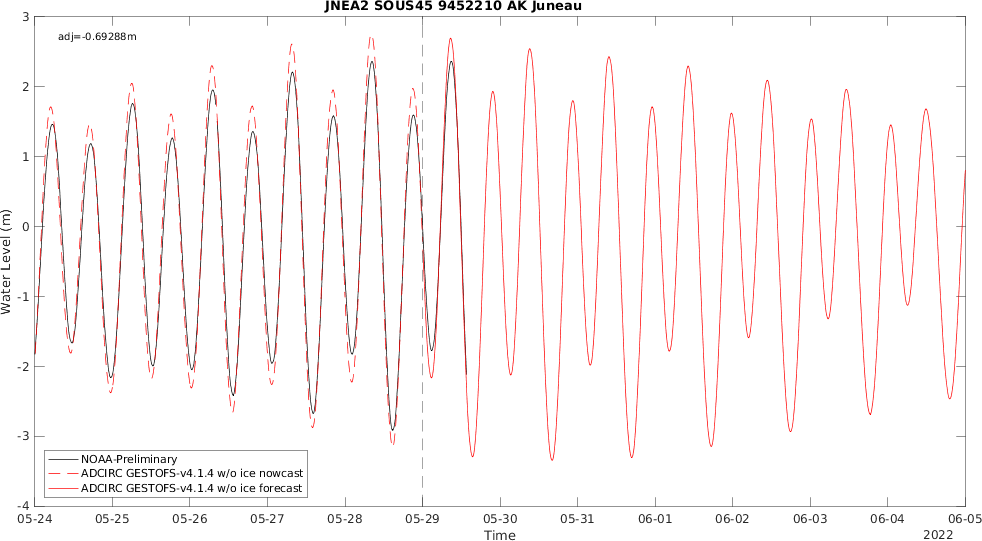 JNEA2 SOUS45 9452210 AK Juneau
adj=-0.69288m
3
2
1
0
-1
-2
-3
-4
Water Level (m)
NOAA-Preliminary
ADCIRC GESTOFS-v4.1.4 w/o ice nowcast
ADCIRC GESTOFS-v4.1.4 w/o ice forecast
05-24 05-25 05-26 05-27 05-28 05-29 05-30 05-31 06-01 06-02 06-03 06-04 06-05
Time
2022